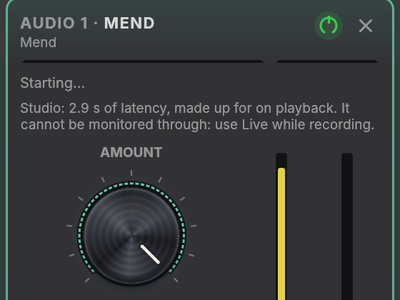 AUDIO 1 · MEND
Mend
Starting...
Studio: 2.9 s of latency, made up for on playback. It
cannot be monitored through: use Live while recording.
AMOUNT